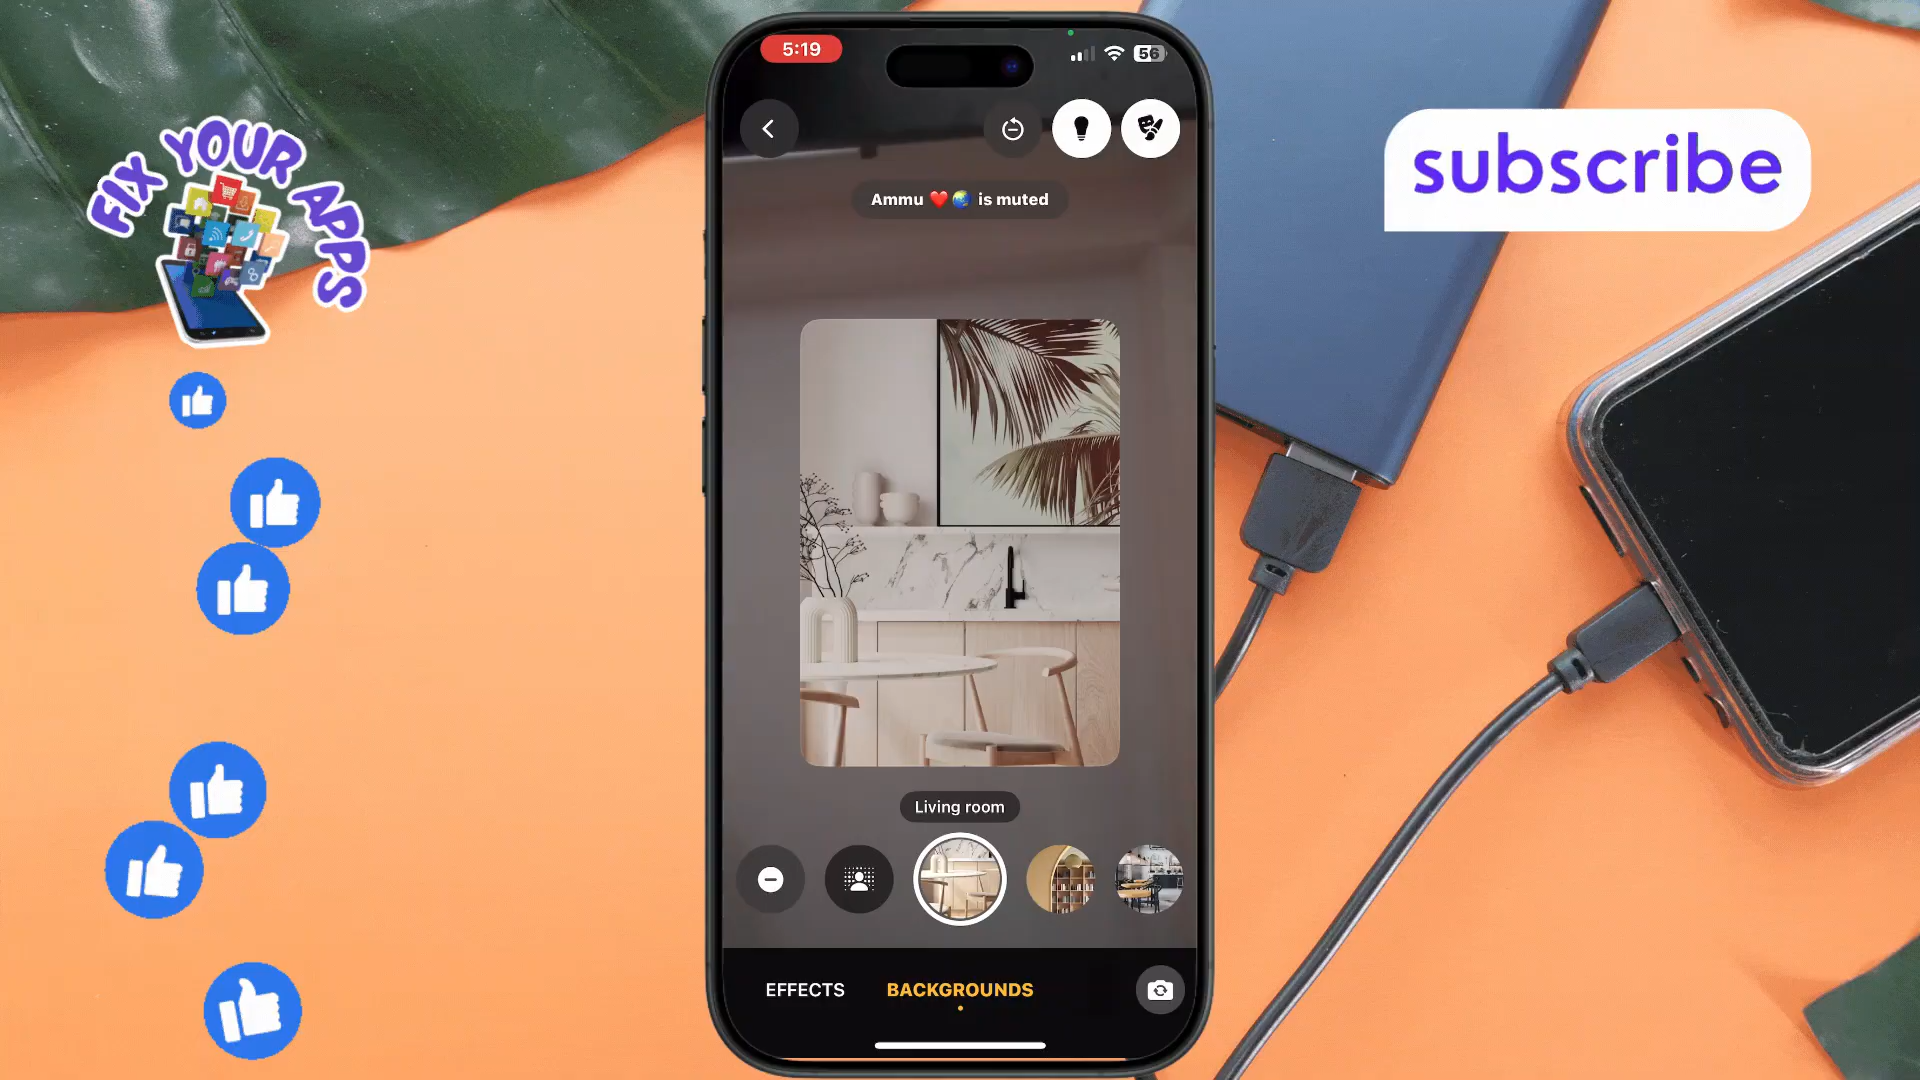 FIX YOUR APPS
subscribe
5:19
56
Ammu ❤️🌏 is muted
Living room
EFFECTS
BACKGROUNDS